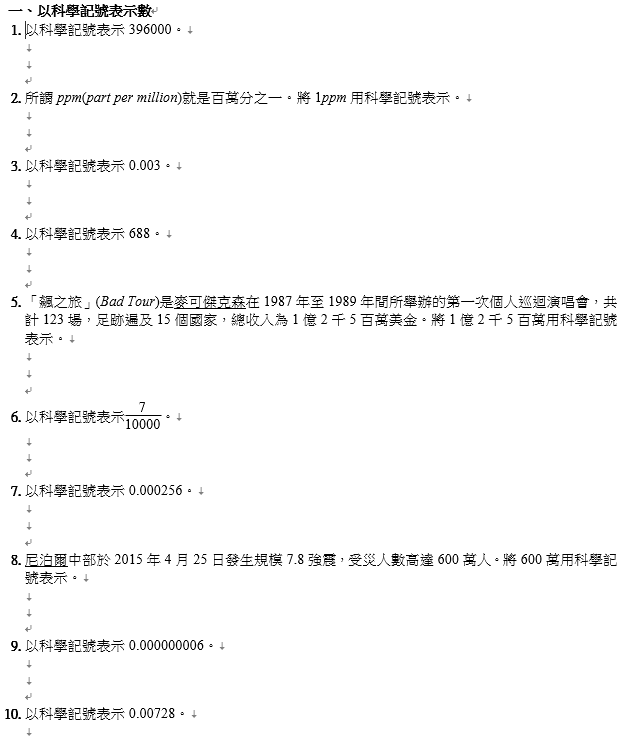 一、以科學記號表示數
1. 以科學記號表示 396000。
2. 所謂 ppm(part per million)就是百萬分之一。將 1ppm 用科學記號表示。
3. 以科學記號表示 0.003。
4. 以科學記號表示 688。
5. 「飆之旅」(Bad Tour)是麥可傑克森在 1987 年至 1989 年間所舉辦的第一次個人巡迴演唱會，共
計 123 場，足跡遍及 15 個國家，總收入為 1 億 2 千 5 百萬美金。將 1 億 2 千 5 百萬用科學記號
表示。
6. 以科學記號表示 7/10000。
7. 以科學記號表示 0.000256。
8. 尼泊爾中部於 2015 年 4 月 25 日發生規模 7.8 強震，受災人數高達 600 萬人。將 600 萬用科學記
號表示。
9. 以科學記號表示 0.000000006。
10. 以科學記號表示 0.00728。